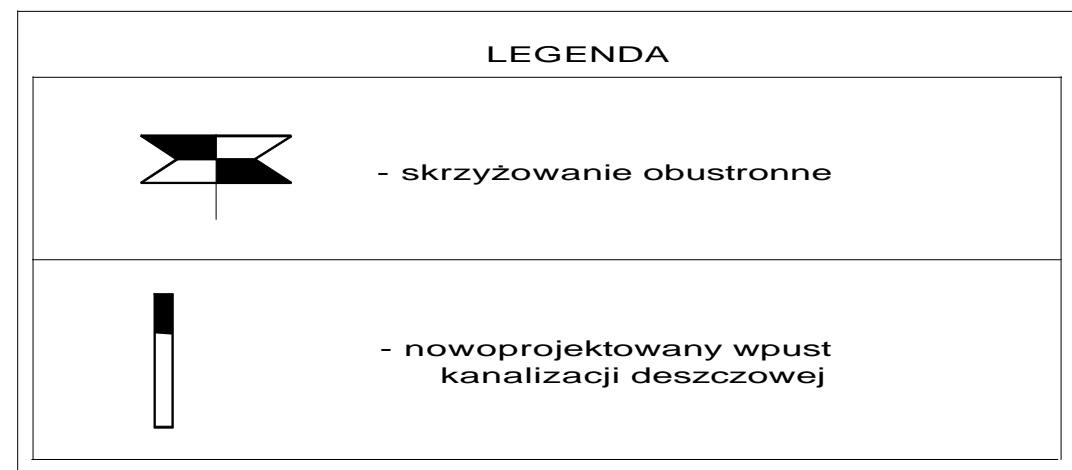 LEGENDA
- skrzyżowanie obustronne
- nowoprojektowany wpust
kanalizacji deszczowej